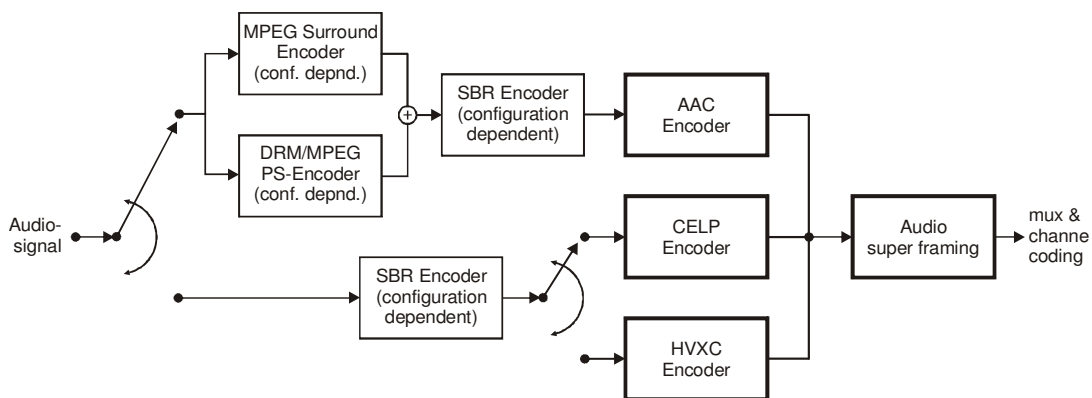 MPEG Surround
Encoder
(conf. depnd.)
DRM/MPEG
PS-Encoder
(conf. depnd.)
+
SBR Encoder
(configuration
dependent)
AAC
Encoder
Audio-
signal
SBR Encoder
(configuration
dependent)
CELP
Encoder
HVXC
Encoder
Audio
super framing
mux &
channe
coding